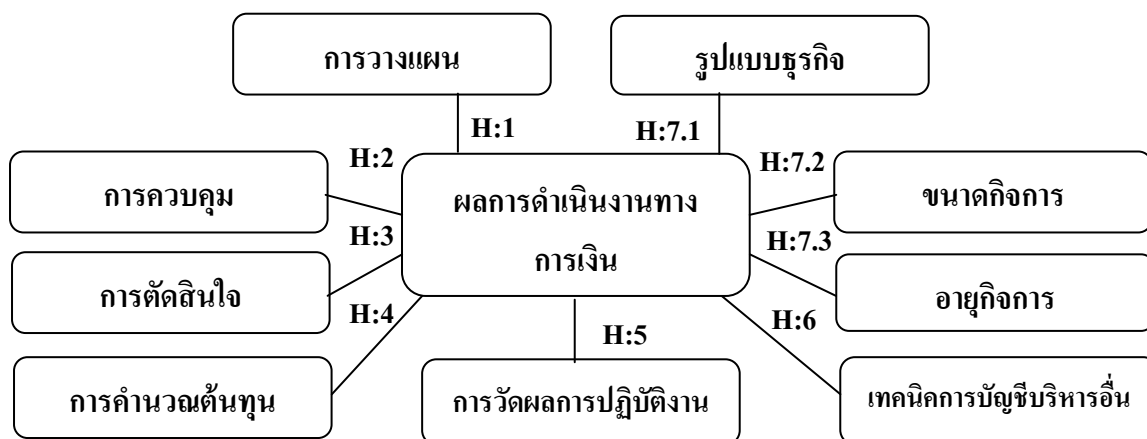 การวางแผน
รูปแบบธุรกิจ
H:1
H:7.1
H:2
H:7.2
การควบคุม
ผลการดำเนินงานทาง
การเงิน
ขนาดกิจการ
H:3
H:7.3
การตัดสินใจ
อายุกิจการ
H:4
H:5
H:6
การคำนวณต้นทุน
การวัดผลการปฏิบัติงาน
เทคนิคการบัญชีบริหารอื่น